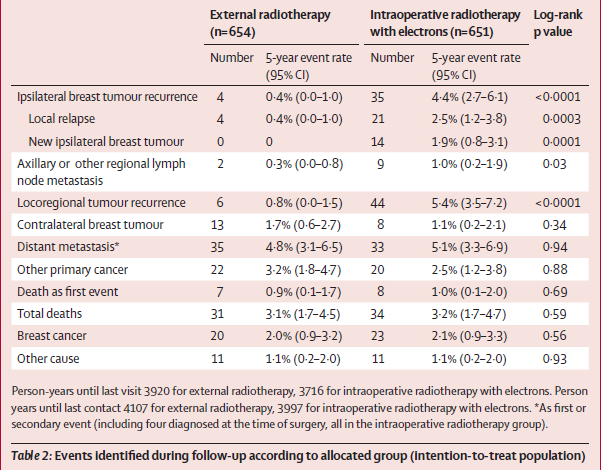 External radiotherapy (n=654) Intraoperative radiotherapy with electrons (n=651) Log-rank p value
Number 5-year event rate (95% CI) Number 5-year event rate (95% CI)
Ipsilateral breast tumour recurrence 4 0·4% (0·0–1·0) 35 4·4% (2·7–6·1) <0·0001
Local relapse 4 0·4% (0·0–1·0) 21 2·5% (1·2–3·8) 0·0003
New ipsilateral breast tumour 0 0 14 1·9% (0·8–3·1) 0·0001
Axillary or other regional lymph node metastasis 2 0·3% (0·0–0·8) 9 1·0% (0·2–1·9) 0·03
Locoregional tumour recurrence 6 0·8% (0·0–1·5) 44 5·4% (3·5–7·2) <0·0001
Contralateral breast tumour 13 1·7% (0·6–2·7) 8 1·1% (0·2–2·1) 0·34
Distant metastasis* 35 4·8% (3·1–6·5) 33 5·1% (3·3–6·9) 0·94
Other primary cancer 22 3·2% (1·8–4·7) 20 2·5% (1·2–3·8) 0·88
Death as first event 7 0·9% (0·1–1·7) 8 1·0% (0·1–2·0) 0·69
Total deaths 31 3·1% (1·7–4·5) 34 3·2% (1·7–4·7) 0·59
Breast cancer 20 2·0% (0·9–3·2) 23 2·1% (0·9–3·3) 0·56
Other cause 11 1·1% (0·2–2·0) 11 1·1% (0·2–2·0) 0·93
Person-years until last visit 3920 for external radiotherapy, 3716 for intraoperative radiotherapy with electrons. Person
years until last contact 4107 for external radiotherapy, 3997 for intraoperative radiotherapy with electrons. *As first or
secondary event (including four diagnosed at the time of surgery, all in the intraoperative radiotherapy group).
Table 2: Events identified during follow-up according to allocated group (intention-to-treat population)